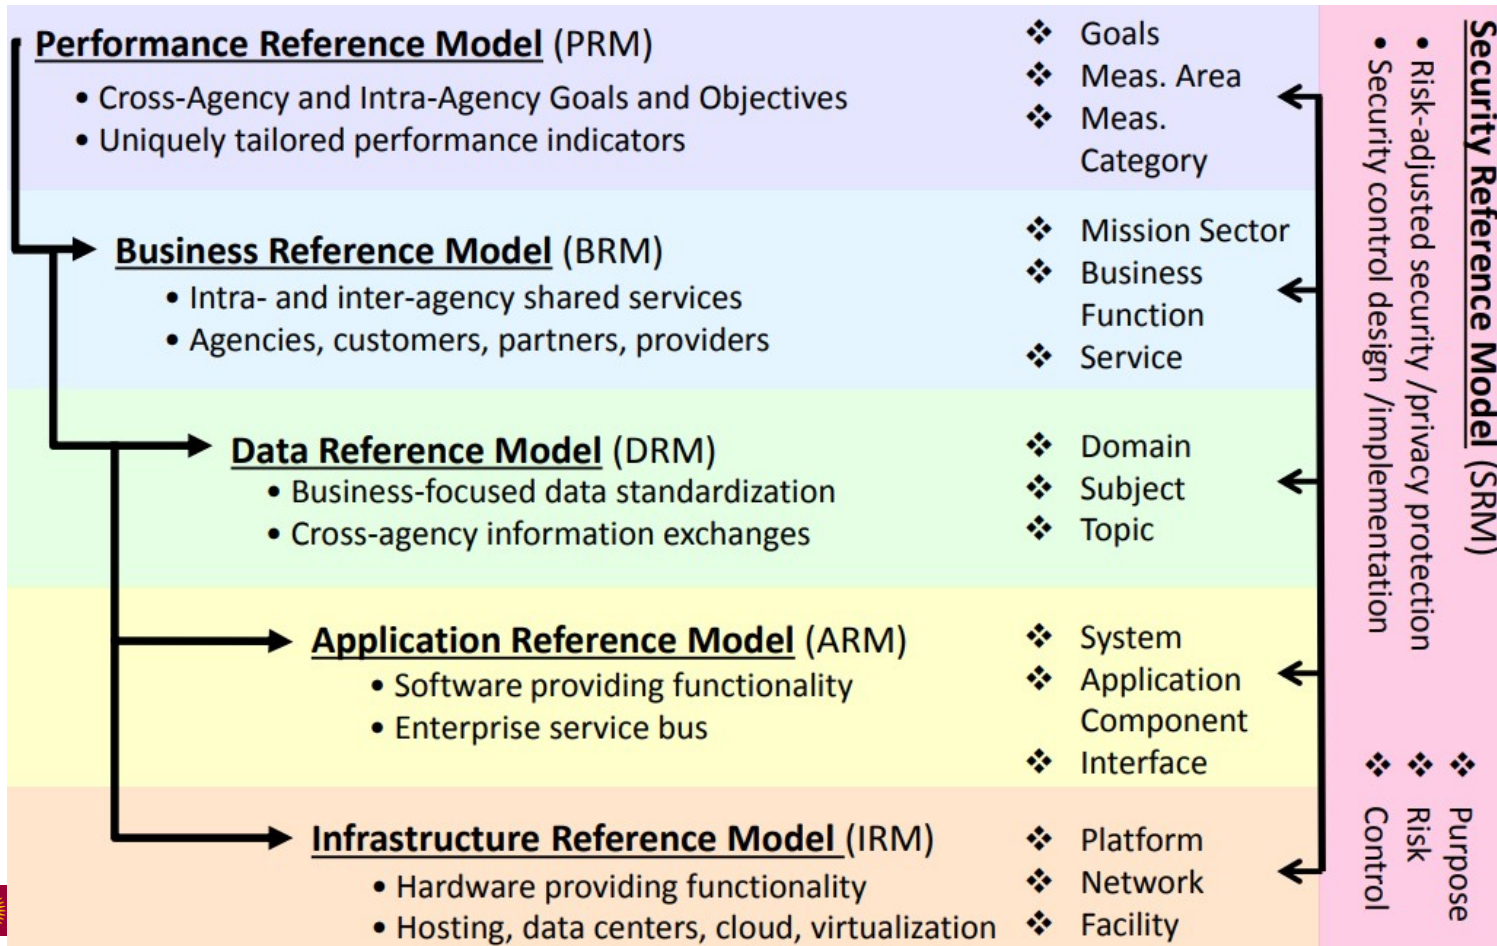 Performance Reference Model (PRM)
• Cross-Agency and Intra-Agency Goals and Objectives
• Uniquely tailored performance indicators
❖ Goals
❖ Meas. Area
❖ Meas.
Category
Business Reference Model (BRM)
• Intra- and inter-agency shared services
• Agencies, customers, partners, providers
❖ Mission Sector
❖ Business
Function
❖ Service
Data Reference Model (DRM)
• Business-focused data standardization
• Cross-agency information exchanges
❖ Domain
❖ Subject
❖ Topic
Application Reference Model (ARM)
• Software providing functionality
• Enterprise service bus
❖ System
❖ Application
Component
❖ Interface
Infrastructure Reference Model (IRM)
• Hardware providing functionality
• Hosting, data centers, cloud, virtualization
❖ Platform
❖ Network
❖ Facility
Security Reference Model (SRM)
• Risk-adjusted security /privacy protection
• Security control design /implementation
❖ Purpose
❖ Risk
❖ Control